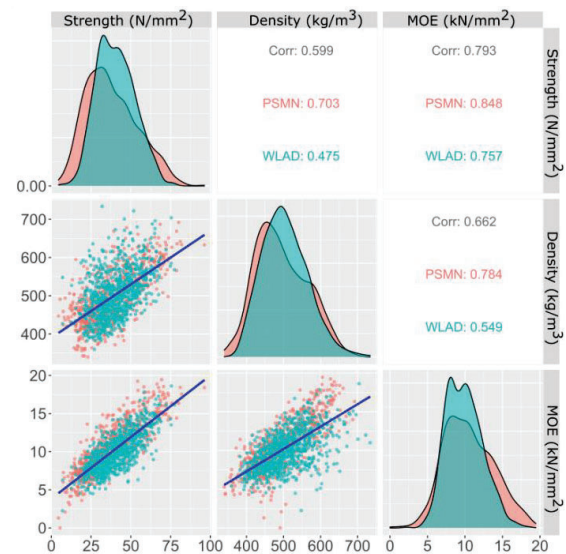 Strength (N/mm²)
Density (kg/m³)
MOE (kN/mm²)
Corr: 0.599
Corr: 0.793
PSMN: 0.703
PSMN: 0.848
WLAD: 0.475
WLAD: 0.757
0.00
Strength (N/mm²)
700
600
500
400
Corr: 0.662
PSMN: 0.784
WLAD: 0.549
Density (kg/m³)
20
15
10
5
0
MOE (kN/mm²)
0 25 50 75 100
400 500 600 700
0 5 10 15 20